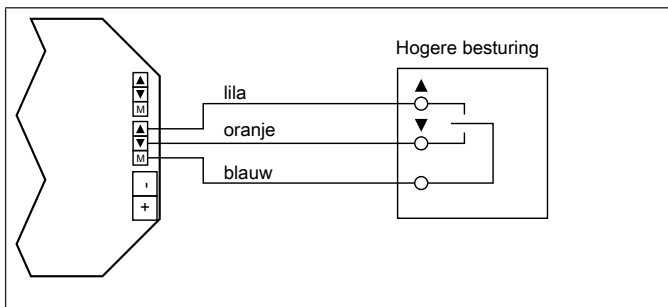 Hogere besturing
▲
▼
M
lila
▲
▲
oranje
▼
▼
M
blauw
-
+